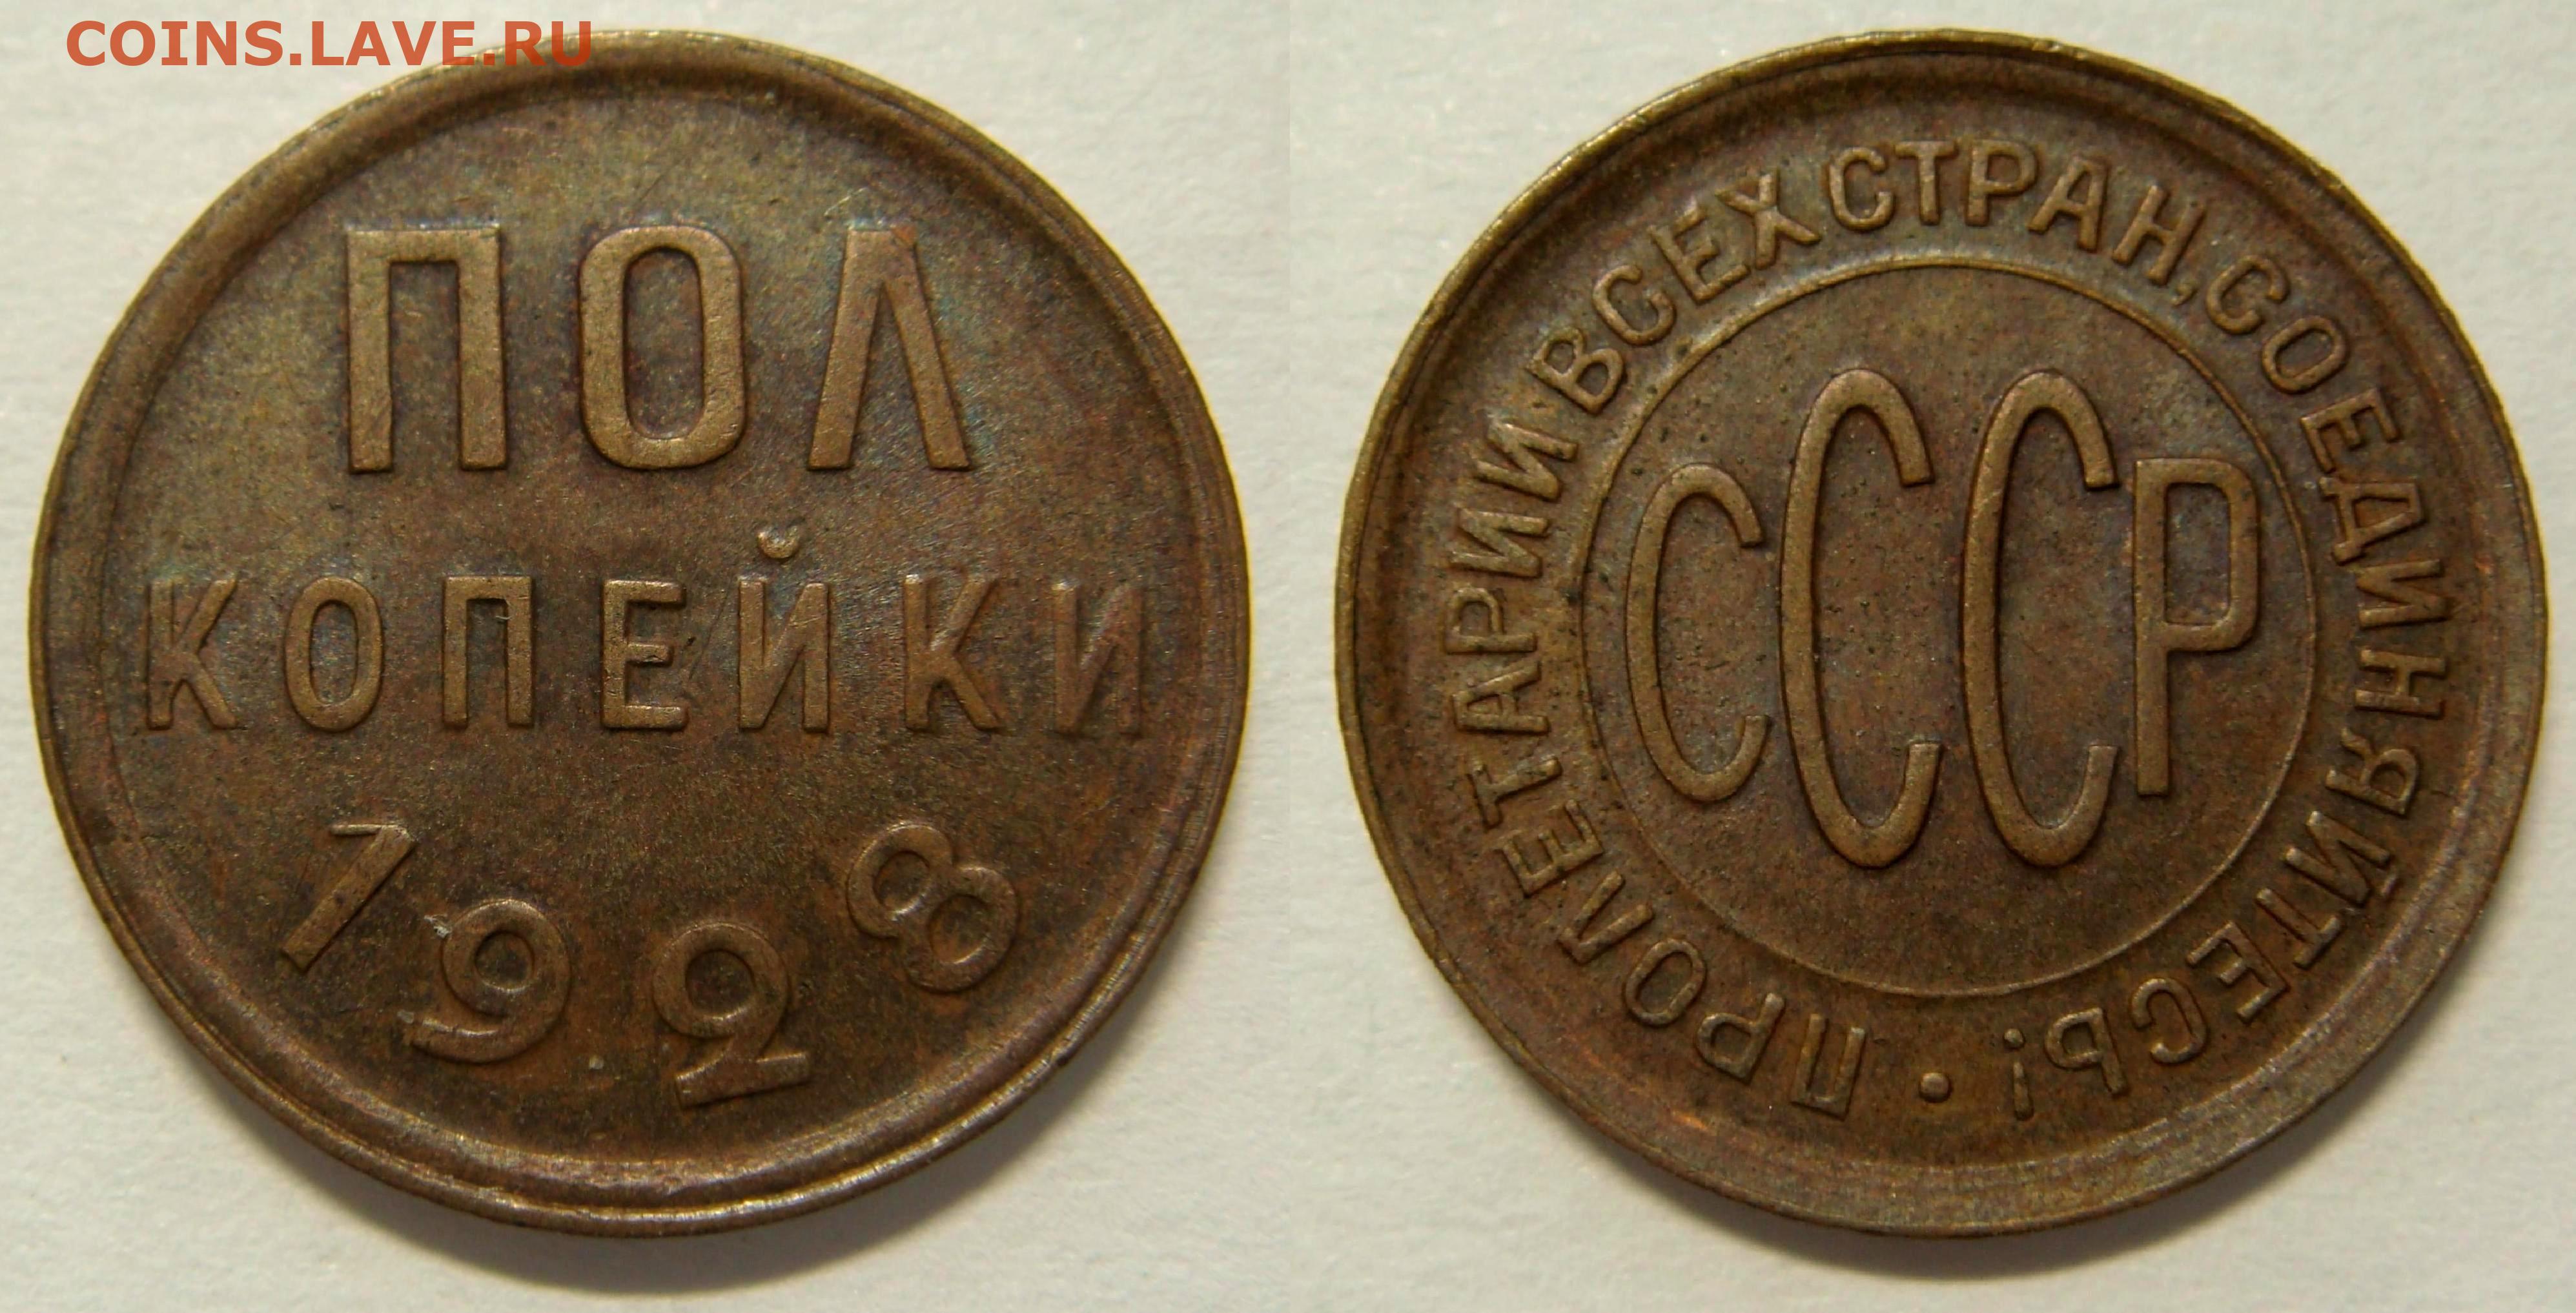 COINS.LAVE.RU
ПОЛ
КОПЕЙКИ
1928
ПРОЛЕТАРИИ ВСЕХ СТРАН, СОЕДИНЯЙТЕСЬ!
СССР